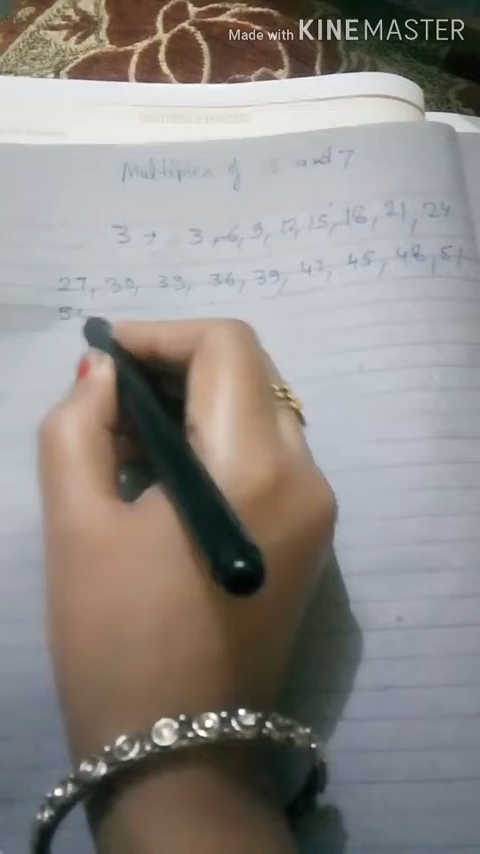 Made with KINEMASTER
Multiples of 3 and 7
3 → 3, 6, 9, 12, 15, 18, 21, 24
27, 30, 33, 36, 39, 42, 45, 48, 51